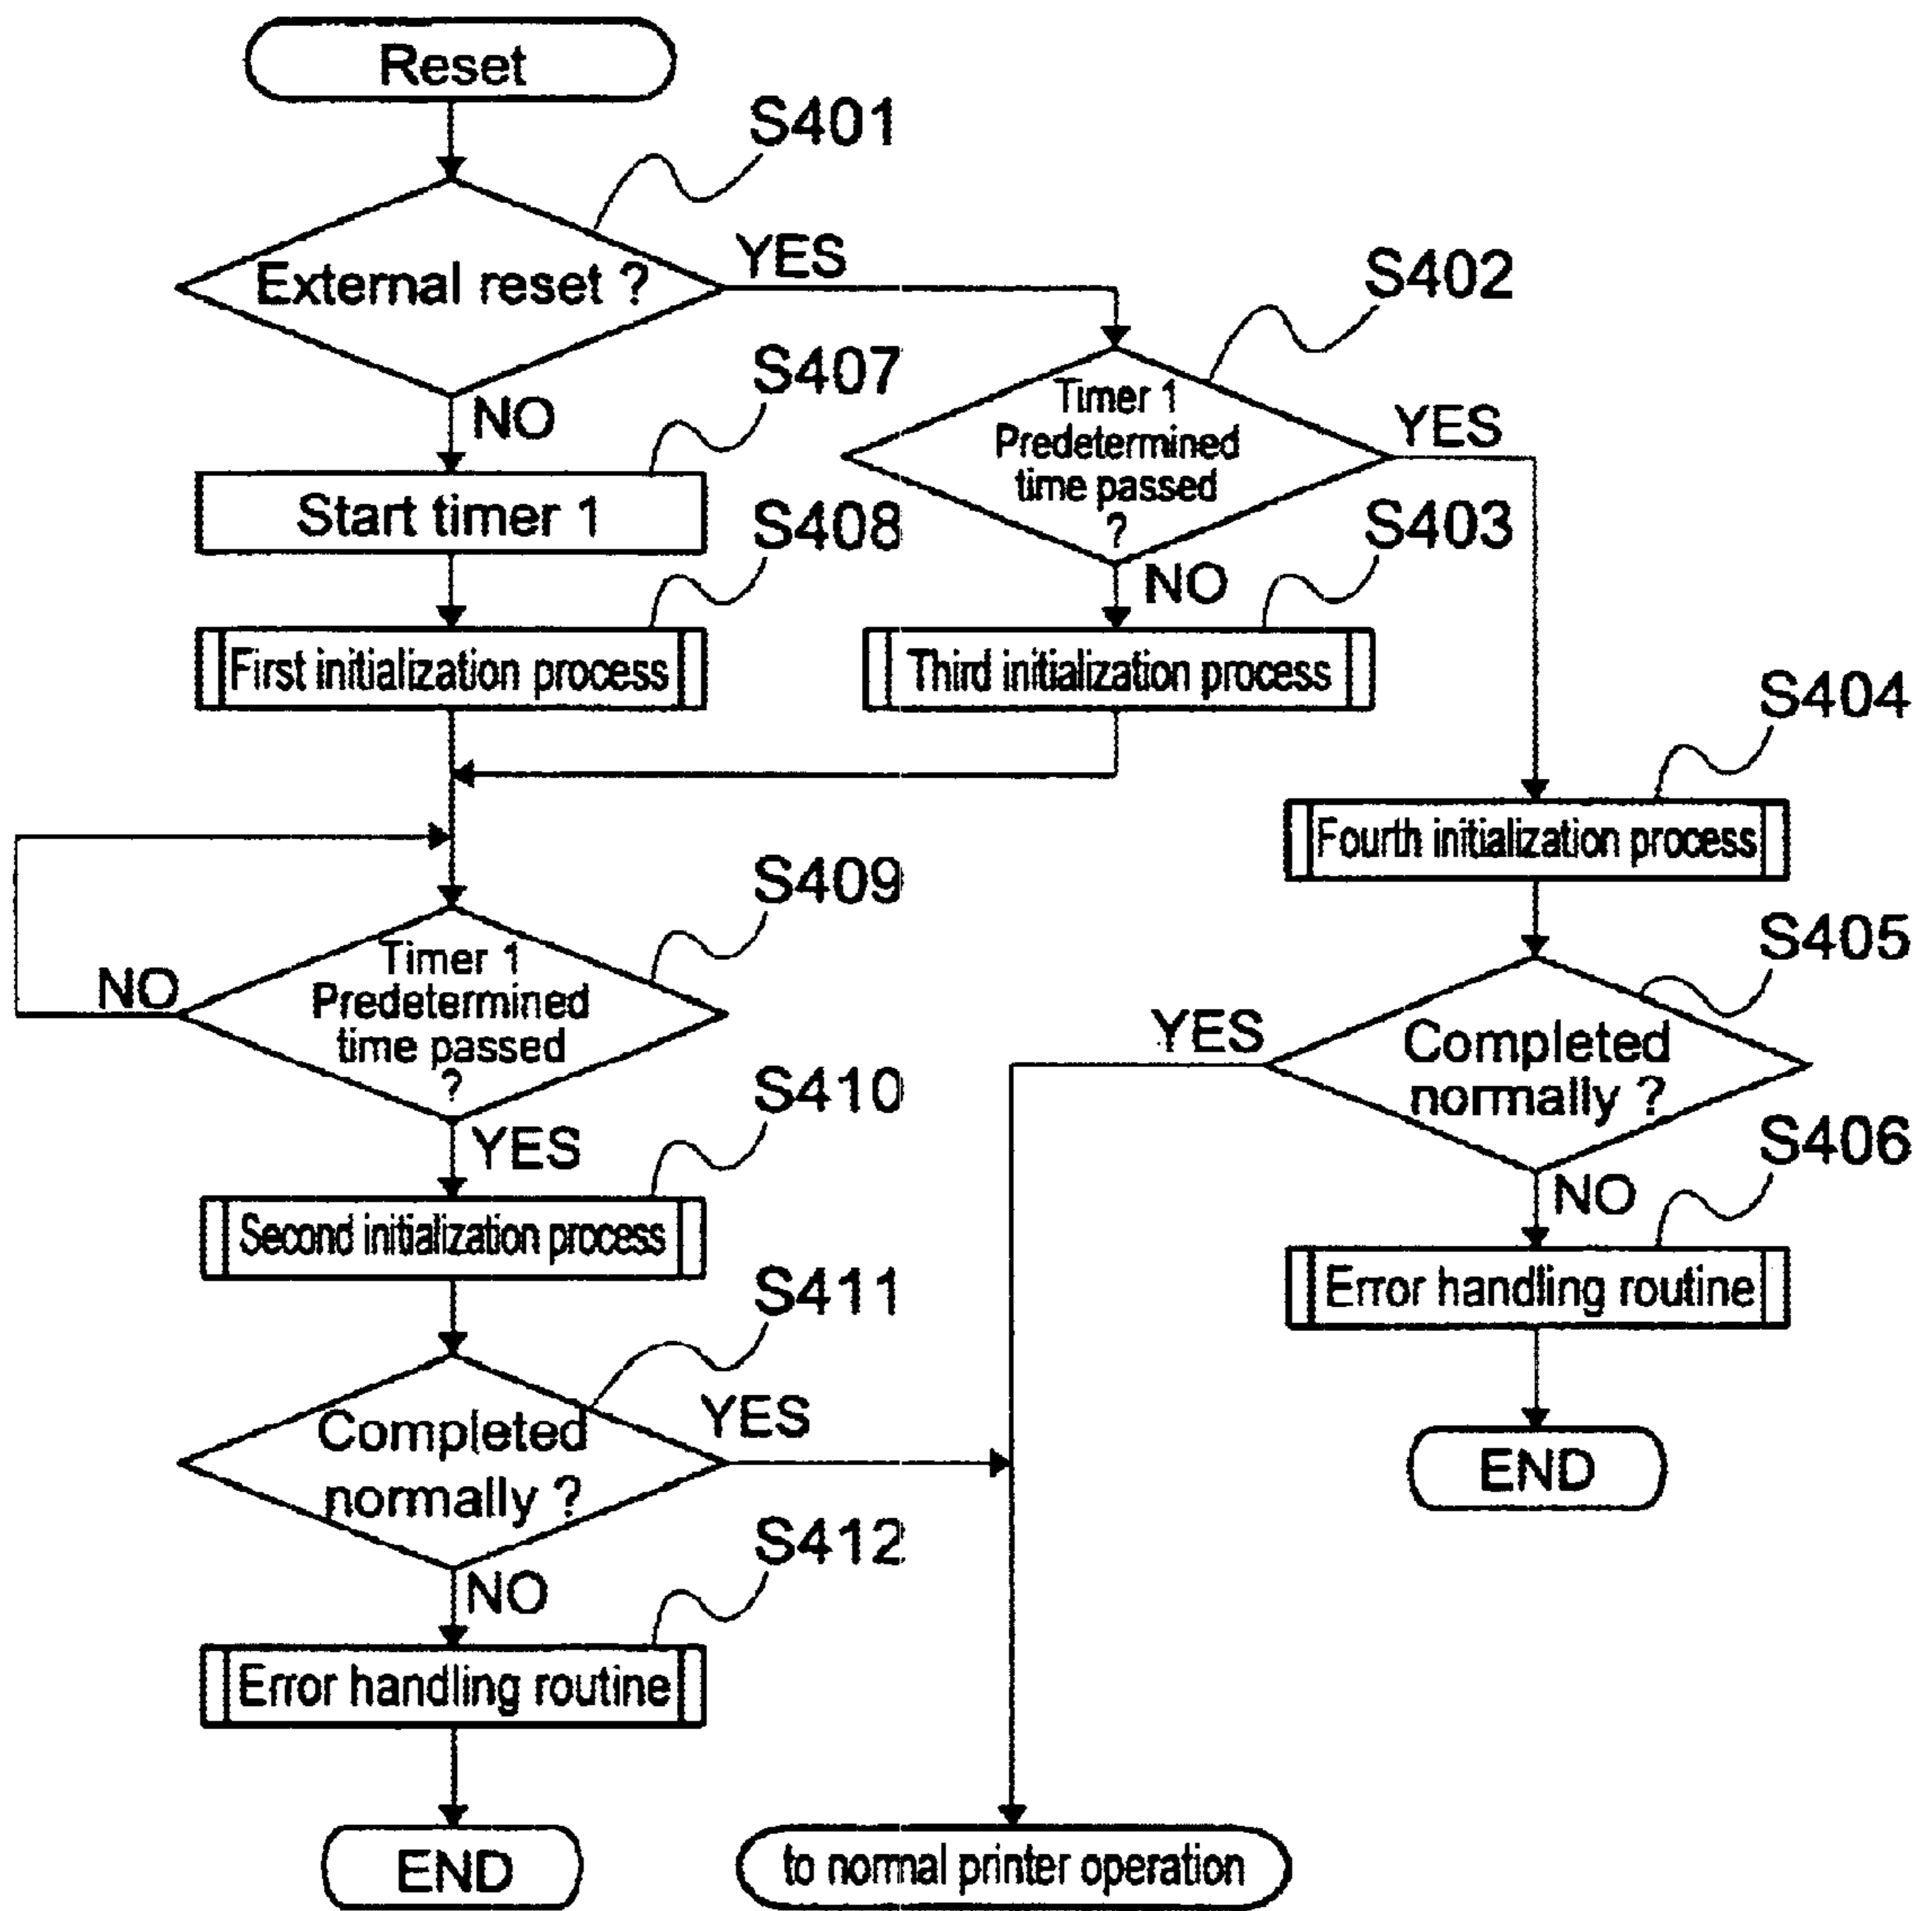 Reset
S401
External reset ?
YES
S402
NO
S407
Timer 1
Predetermined
time passed
?
YES
Start timer 1
S408
NO
S403
First initialization process
Third initialization process
S404
Fourth initialization process
S409
Timer 1
Predetermined
time passed
?
NO
S405
YES
Completed
normally ?
S410
YES
S406
NO
Second initialization process
Error handling routine
S411
Completed
normally ?
YES
END
S412
NO
Error handling routine
END
to normal printer operation